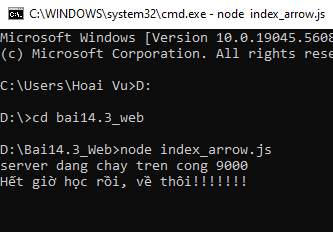 C:\WINDOWS\system32\cmd.exe - node index_arrow.js
Microsoft Windows [Version 10.0.19045.5608
(c) Microsoft Corporation. All rights rese
C:\Users\Hoai Vu>D:
D:\>cd bai14.3_web
D:\Bai14.3_Web>node index_arrow.js
server dang chay tren cong 9000
Hết giờ học rồi, về thôi!!!!!!!